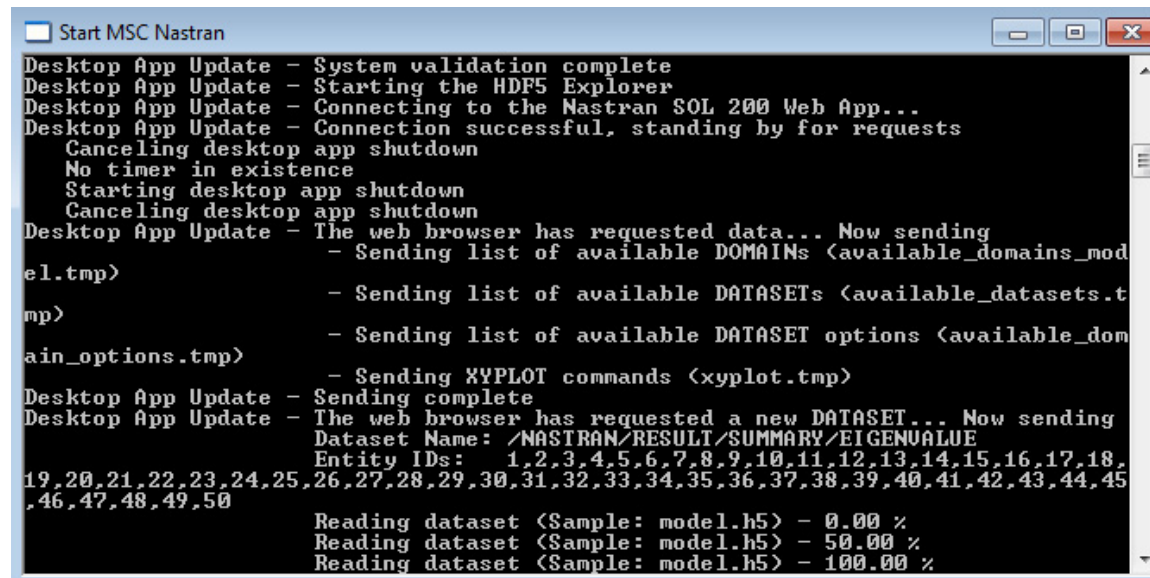 Start MSC Nastran
Desktop App Update - System validation complete
Desktop App Update - Starting the HDF5 Explorer
Desktop App Update - Connecting to the Nastran SOL 200 Web App...
Desktop App Update - Connection successful, standing by for requests
Canceling desktop app shutdown
No timer in existence
Starting desktop app shutdown
Canceling desktop app shutdown
Desktop App Update - The web browser has requested data... Now sending
- Sending list of available DOMAINs (available_domains_mod
el.tmp)
- Sending list of available DATASETs (available_datasets.t
mp)
- Sending list of available DATASET options (available_dom
ain_options.tmp)
- Sending XYPLOT commands (xyplot.tmp)
Desktop App Update - Sending complete
Desktop App Update - The web browser has requested a new DATASET... Now sending
Dataset Name: /NASTRAN/RESULT/SUMMARY/EIGENVALUE
Entity IDs: 1,2,3,4,5,6,7,8,9,10,11,12,13,14,15,16,17,18,
19,20,21,22,23,24,25,26,27,28,29,30,31,32,33,34,35,36,37,38,39,40,41,42,43,44,45
,46,47,48,49,50
Reading dataset (Sample: model.h5) - 0.00 %
Reading dataset (Sample: model.h5) - 50.00 %
Reading dataset (Sample: model.h5) - 100.00 %